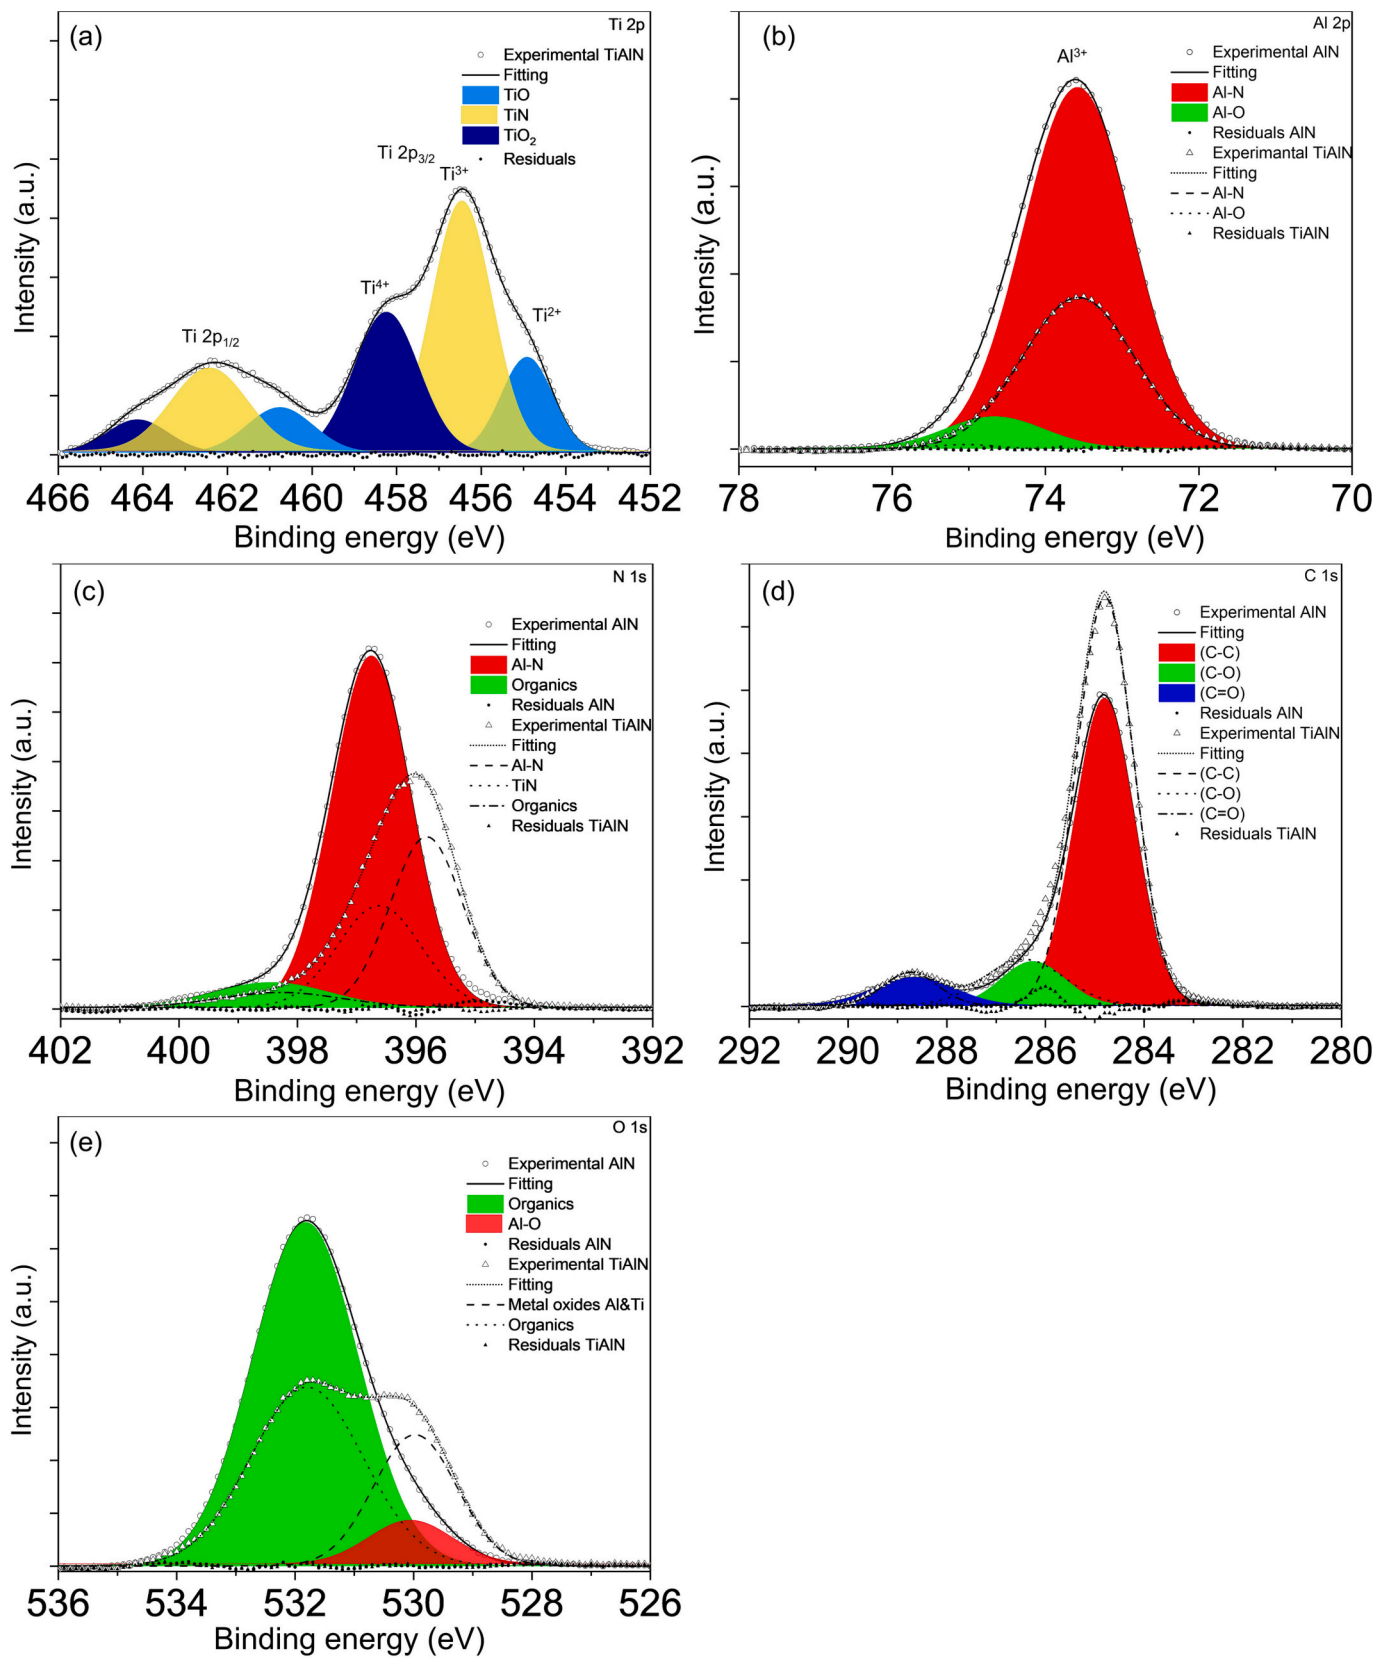 (a)
Ti 2p
Experimental TiAlN
Fitting
TiO
TiN
TiO₂
Residuals
Ti 2p₃/₂
Ti³⁺
Ti⁴⁺
Ti²⁺
Ti 2p₁/₂
Intensity (a.u.)
466 464 462 460 458 456 454 452
Binding energy (eV)
(b)
Al 2p
Al³⁺
Experimental AlN
Fitting
Al-N
Al-O
Residuals AlN
Experimantal TiAlN
Fitting
Al-N
Al-O
Residuals TiAlN
Intensity (a.u.)
78 76 74 72 70
Binding energy (eV)
(c)
N 1s
Experimental AlN
Fitting
Al-N
Organics
Residuals AlN
Experimental TiAlN
Fitting
Al-N
TiN
Organics
Residuals TiAlN
Intensity (a.u.)
402 400 398 396 394 392
Binding energy (eV)
(d)
C 1s
Experimental AlN
Fitting
(C-C)
(C-O)
(C=O)
Residuals AlN
Experimental TiAlN
Fitting
(C-C)
(C-O)
(C=O)
Residuals TiAlN
Intensity (a.u.)
292 290 288 286 284 282 280
Binding energy (eV)
(e)
O 1s
Experimental AlN
Fitting
Organics
Al-O
Residuals AlN
Experimental TiAlN
Fitting
Metal oxides Al&Ti
Organics
Residuals TiAlN
Intensity (a.u.)
536 534 532 530 528 526
Binding energy (eV)